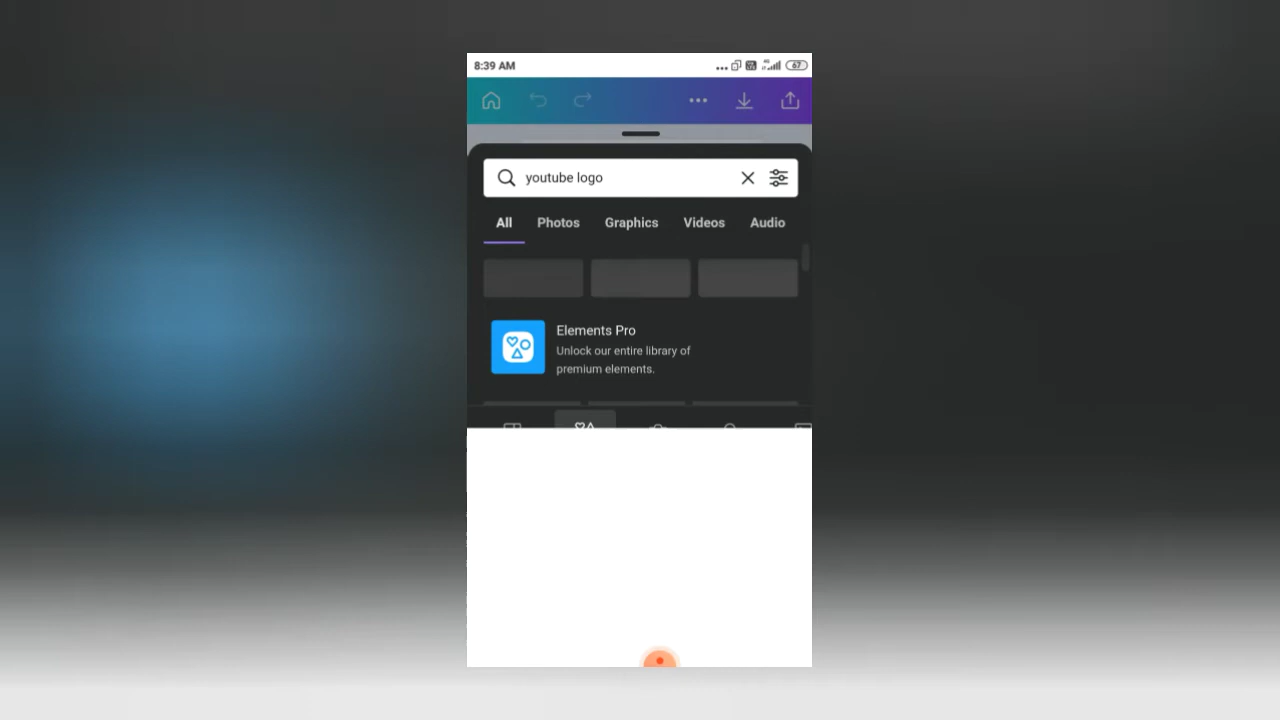 8:39 AM
67
youtube logo
All Photos Graphics Videos Audio
Elements Pro
Unlock our entire library of
premium elements.